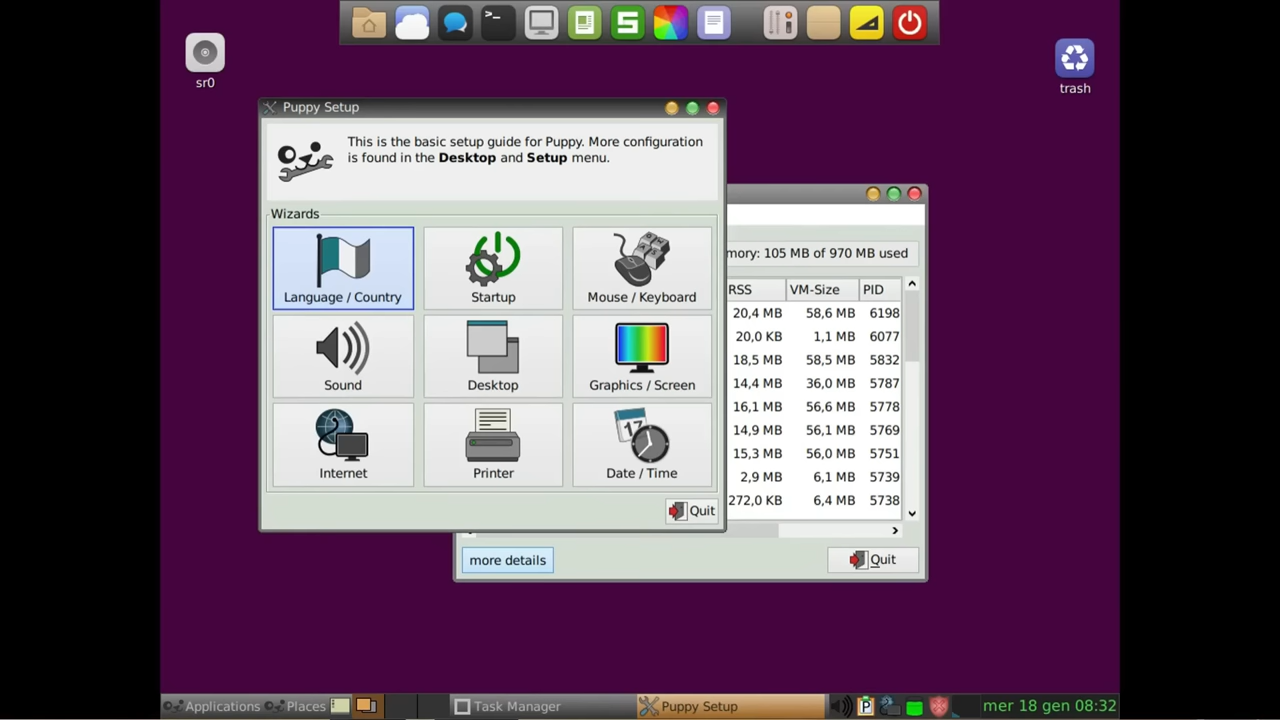 >_
sr0
trash
Puppy Setup
This is the basic setup guide for Puppy. More configuration
is found in the Desktop and Setup menu.
Wizards
Language / Country
Startup
Mouse / Keyboard
Sound
Desktop
Graphics / Screen
Internet
Printer
17
Date / Time
Quit
mory: 105 MB of 970 MB used
RSS VM-Size PID
20,4 MB 58,6 MB 6198
20,0 KB 1,1 MB 6077
18,5 MB 58,5 MB 5832
14,4 MB 36,0 MB 5787
16,1 MB 56,6 MB 5778
14,9 MB 56,1 MB 5769
15,3 MB 56,0 MB 5751
2,9 MB 6,1 MB 5739
272,0 KB 6,4 MB 5738
more details
Quit
Applications
Places
Task Manager
Puppy Setup
P
mer 18 gen 08:32